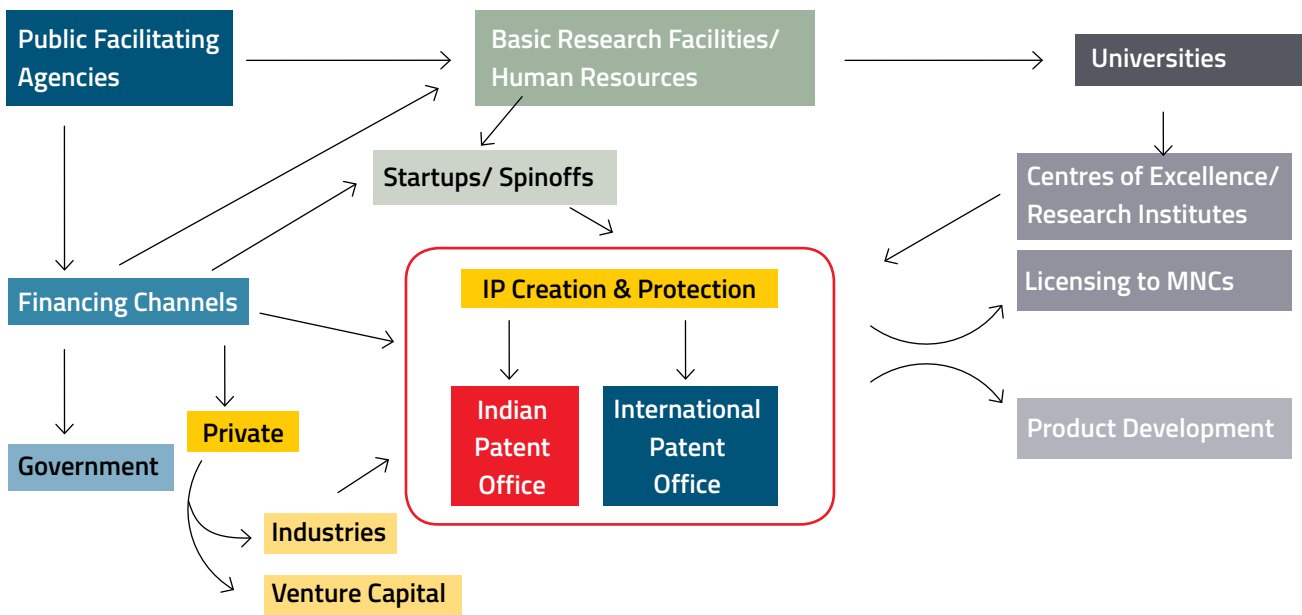 Public Facilitating
Agencies
Basic Research Facilities/
Human Resources
Universities
Startups/ Spinoffs
Centres of Excellence/
Research Institutes
Financing Channels
IP Creation & Protection
Licensing to MNCs
Indian
Patent
Office
International
Patent
Office
Private
Product Development
Government
Industries
Venture Capital